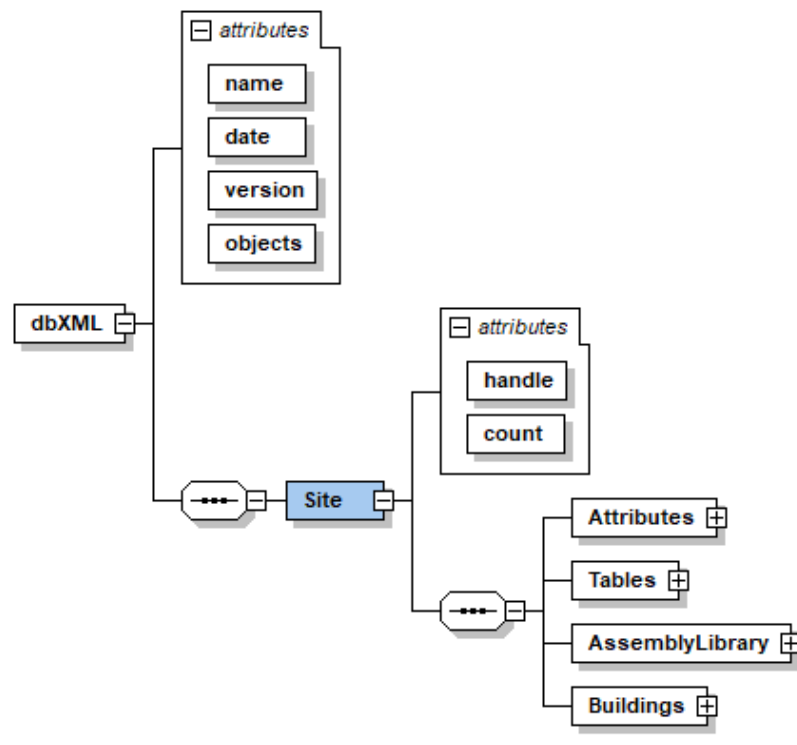 attributes
name
date
version
objects
dbXML
attributes
handle
count
Site
Attributes
Tables
AssemblyLibrary
Buildings